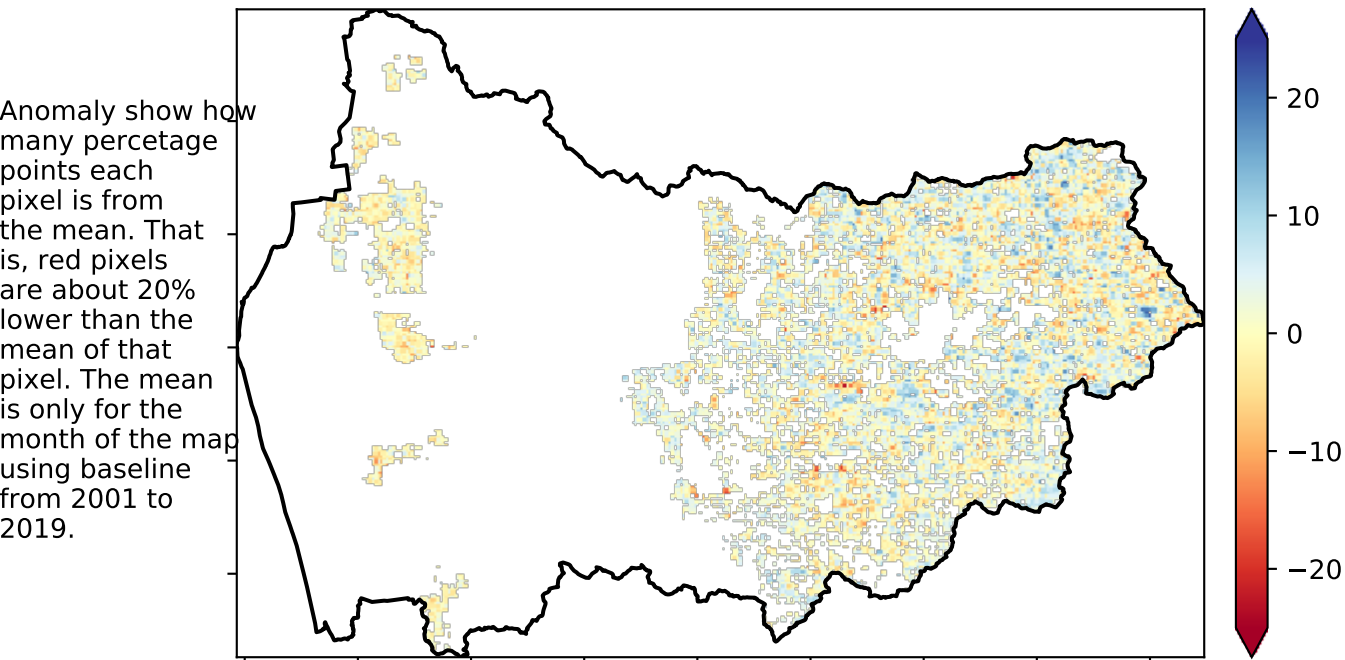 Anomaly show how
many percetage
points each
pixel is from
the mean. That
is, red pixels
are about 20%
lower than the
mean of that
pixel. The mean
is only for the
month of the map
using baseline
from 2001 to
2019.
20
10
0
−10
−20